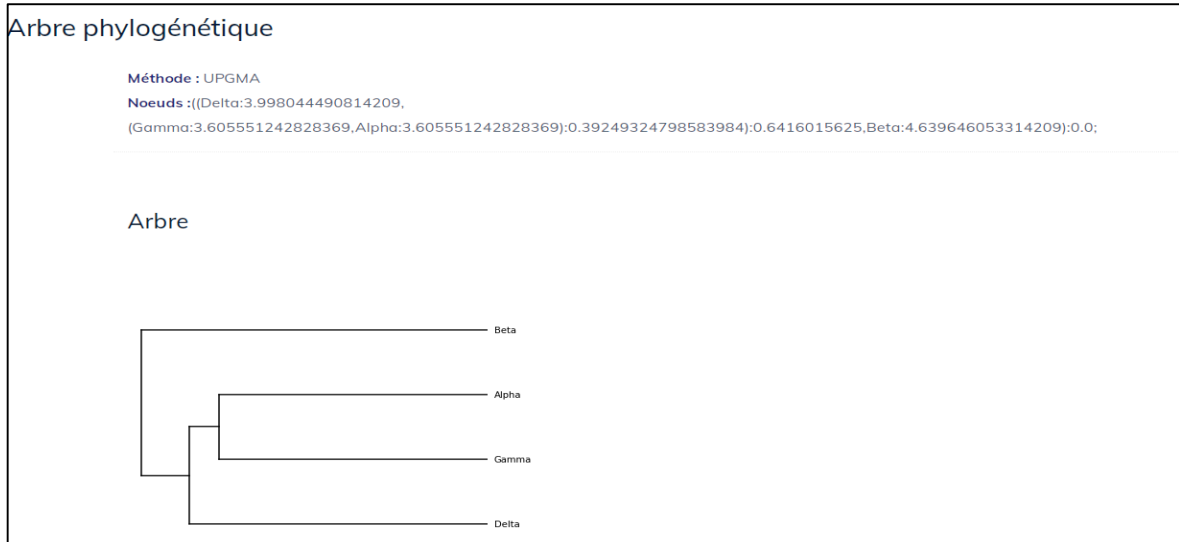 Arbre phylogénétique
Méthode : UPGMA
Noeuds :((Delta:3.998044490814209,
(Gamma:3.605551242828369,Alpha:3.605551242828369):0.39249324798583984):0.6416015625,Beta:4.639646053314209):0.0;
Arbre
Beta
Alpha
Gamma
Delta